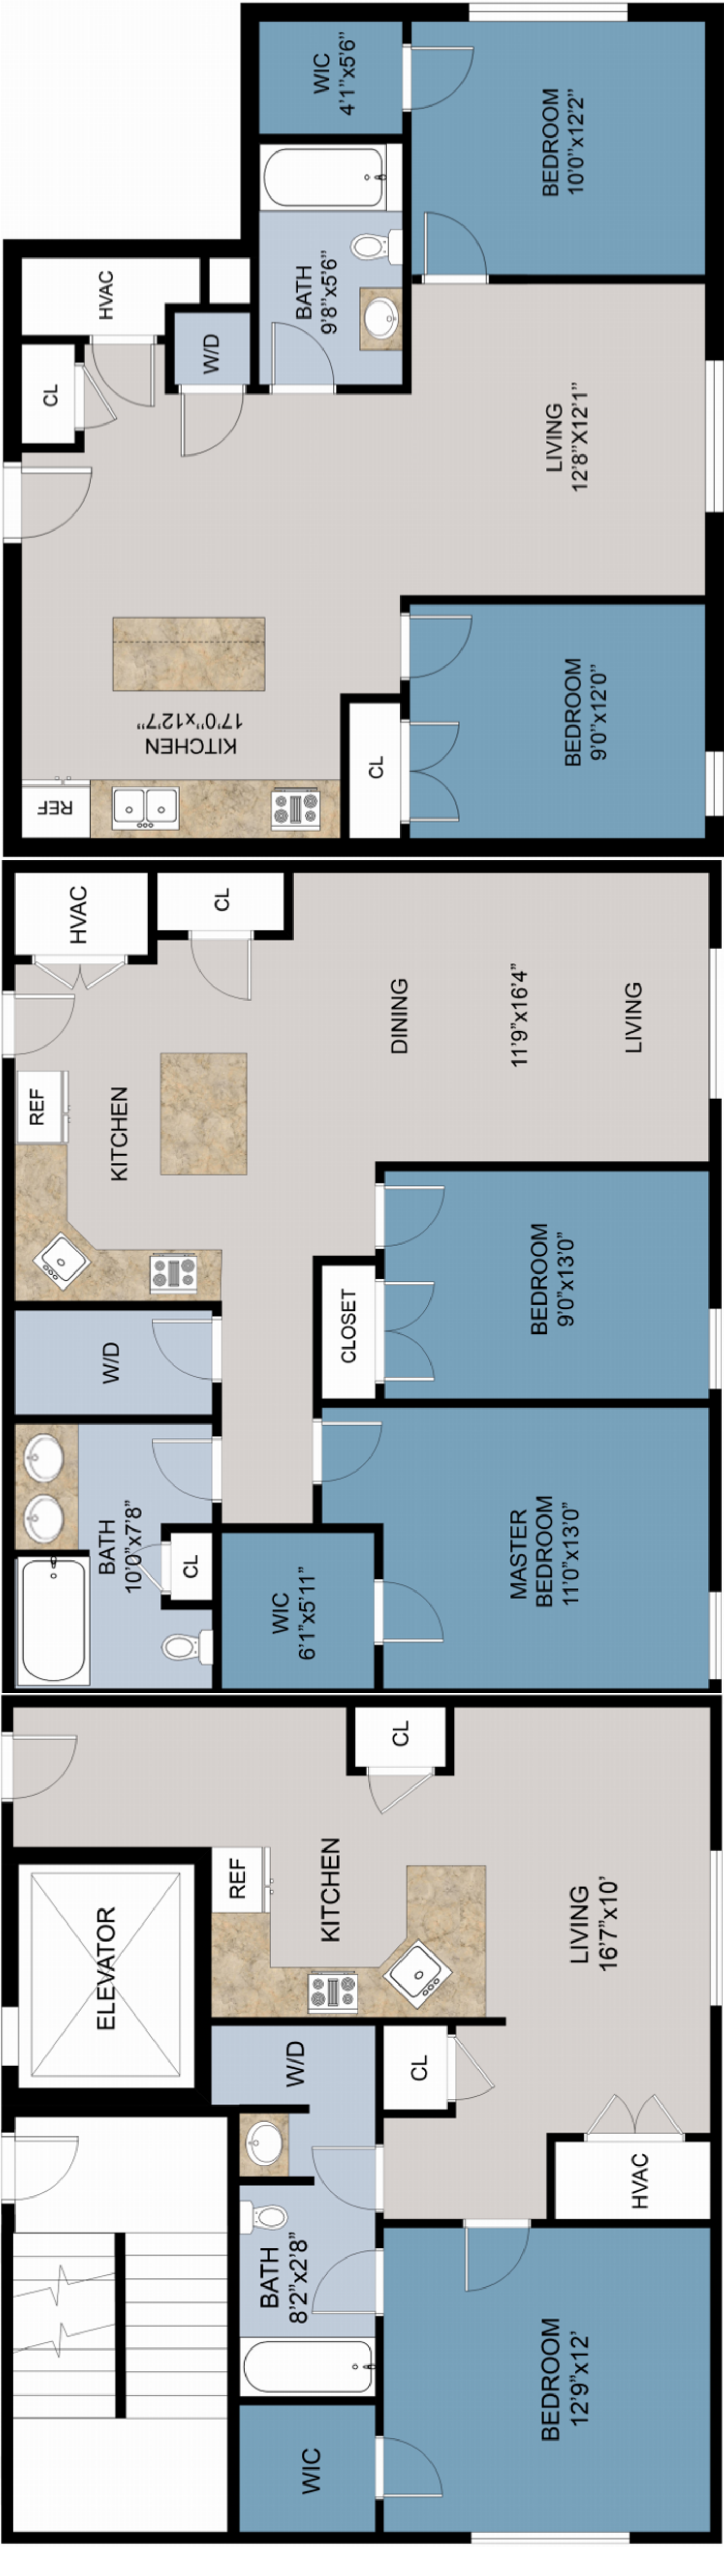 WIC
4'1"x5'6"
BEDROOM
10'0"x12'2"
HVAC
BATH
9'8"x5'6"
W/D
CL
LIVING
12'8"X12'1"
KITCHEN
17'0"x12'7"
REF
CL
BEDROOM
9'0"x12'0"
HVAC
CL
DINING
11'9"x16'4"
LIVING
REF
KITCHEN
BEDROOM
9'0"x13'0"
CLOSET
W/D
BATH
10'0"x7'8"
CL
WIC
6'1"x5'11"
MASTER
BEDROOM
11'0"x13'0"
CL
REF
KITCHEN
ELEVATOR
LIVING
16'7"x10'
W/D
CL
HVAC
BATH
8'2"x2'8"
BEDROOM
12'9"x12'
WIC